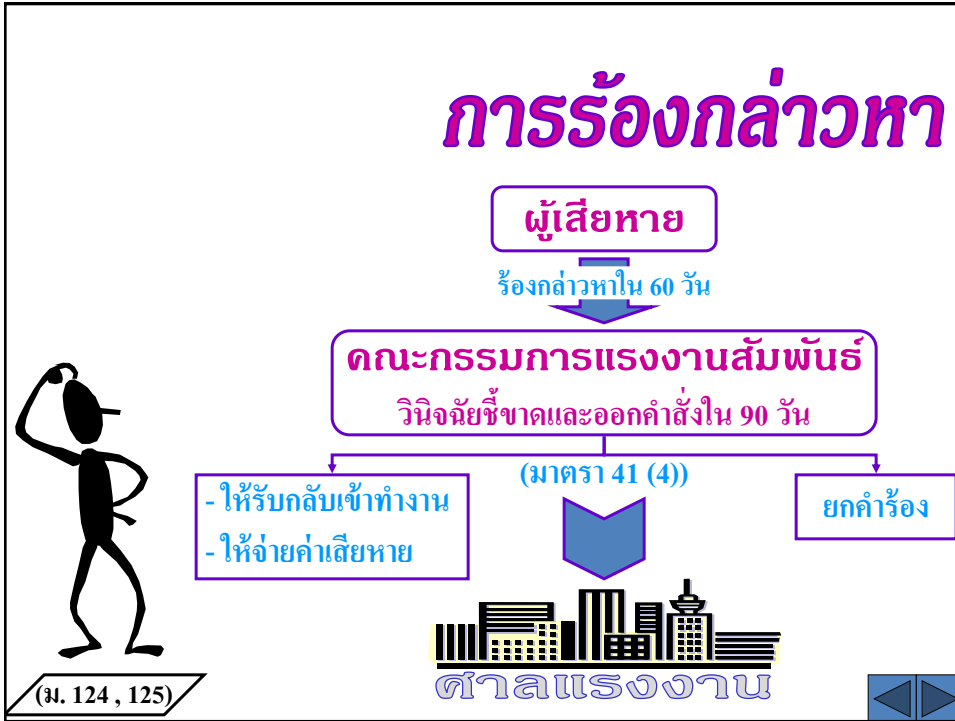 การร้องกล่าวหา
ผู้เสียหาย
ร้องกล่าวหาใน 60 วัน
คณะกรรมการแรงงานสัมพันธ์
วินิจฉัยชี้ขาดและออกคำสั่งใน 90 วัน
(มาตรา 41 (4))
- ให้รับกลับเข้าทำงาน
- ให้จ่ายค่าเสียหาย
ยกคำร้อง
ศาลแรงงาน
(ม. 124 , 125)